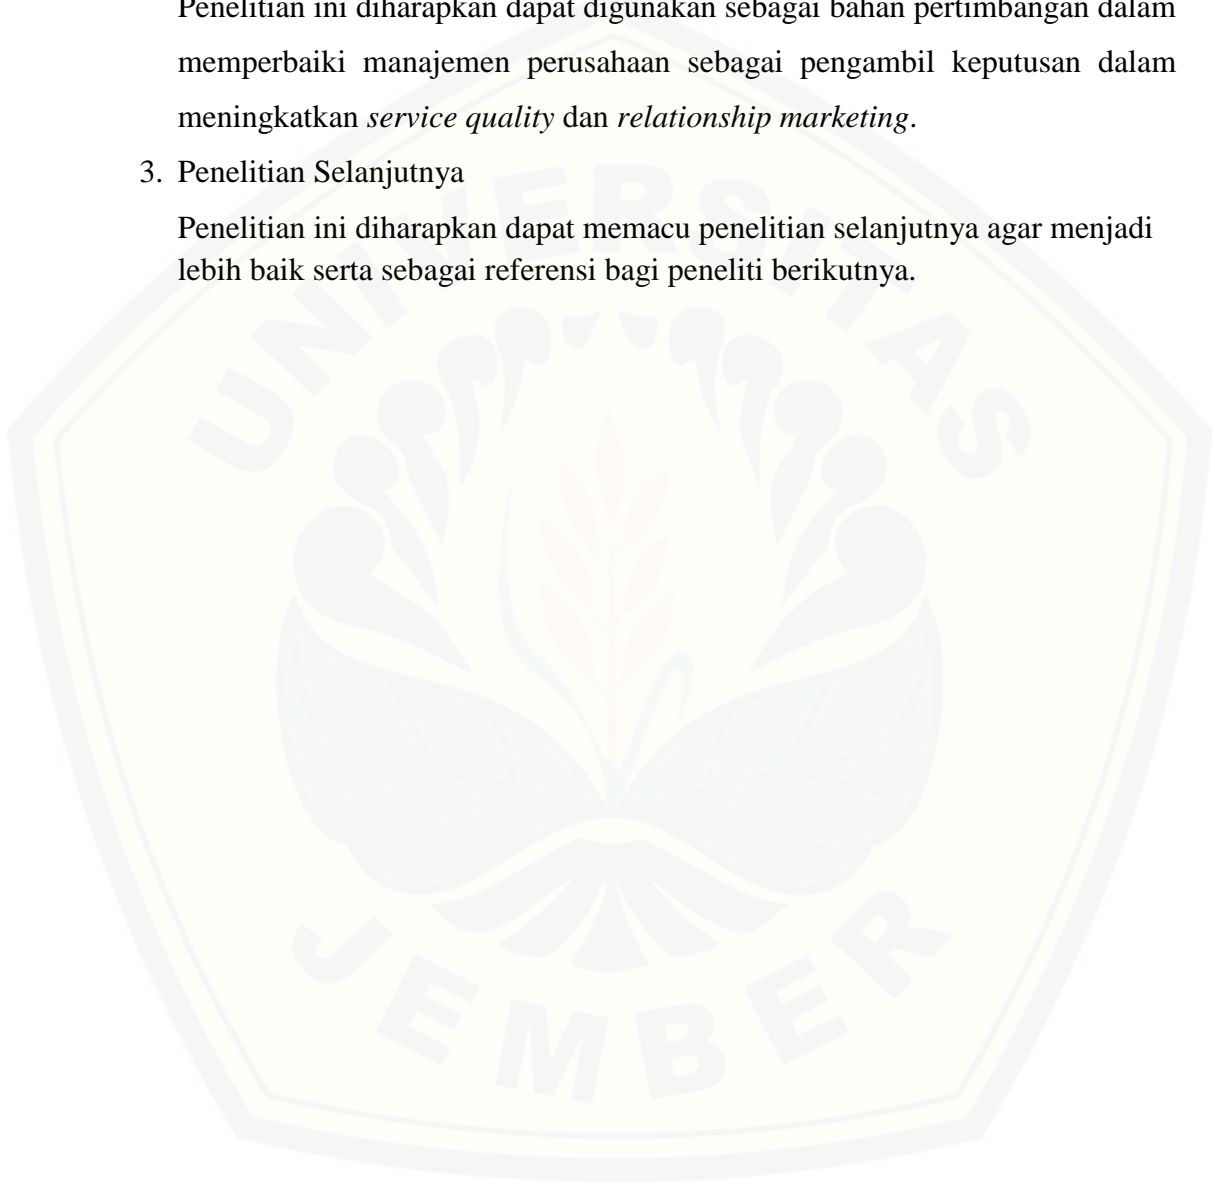 Penelitian ini diharapkan dapat digunakan sebagai bahan pertimbangan dalam
memperbaiki manajemen perusahaan sebagai pengambil keputusan dalam
meningkatkan service quality dan relationship marketing.
3. Penelitian Selanjutnya
Penelitian ini diharapkan dapat memacu penelitian selanjutnya agar menjadi
lebih baik serta sebagai referensi bagi peneliti berikutnya.
UNIVERSITAS
JEMBER